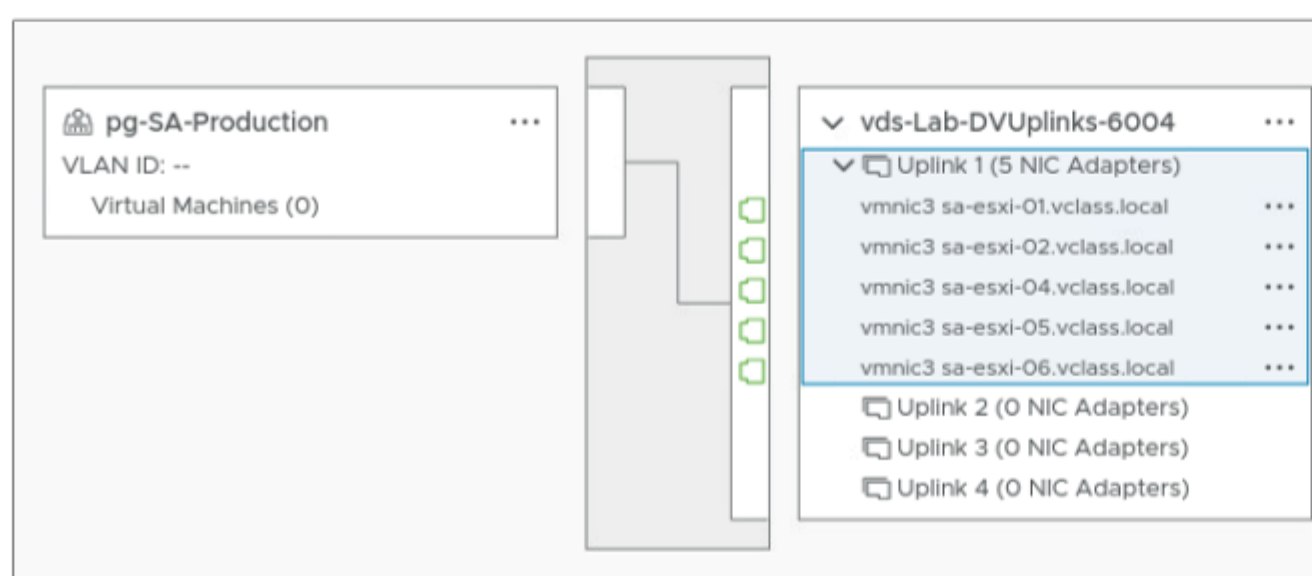 pg-SA-Production ...
VLAN ID: --
Virtual Machines (0)
vds-Lab-DVUplinks-6004 ...
Uplink 1 (5 NIC Adapters)
vmnic3 sa-esxi-01.vclass.local ...
vmnic3 sa-esxi-02.vclass.local ...
vmnic3 sa-esxi-04.vclass.local ...
vmnic3 sa-esxi-05.vclass.local ...
vmnic3 sa-esxi-06.vclass.local ...
Uplink 2 (0 NIC Adapters)
Uplink 3 (0 NIC Adapters)
Uplink 4 (0 NIC Adapters)